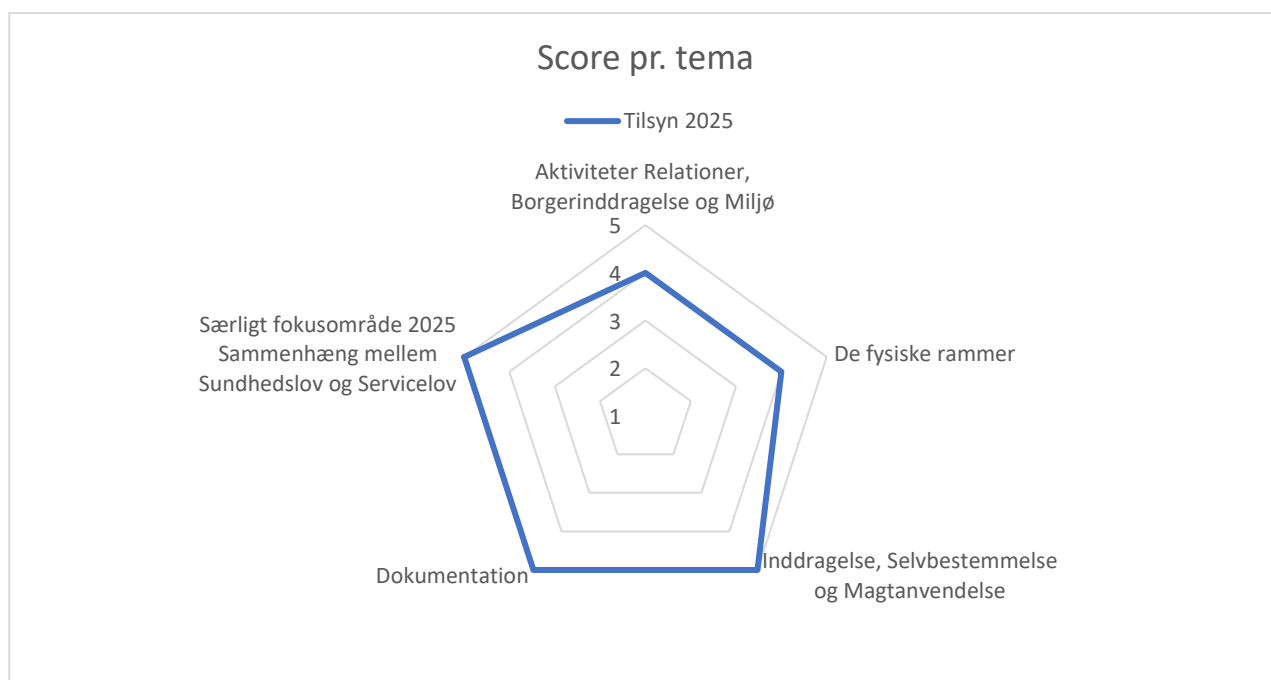 Score pr. tema
Tilsyn 2025
Aktiviteter Relationer,
Borgerinddragelse og Miljø
5
4
3
2
1
De fysiske rammer
Inddragelse, Selvbestemmelse
og Magtanvendelse
Dokumentation
Særligt fokusområde 2025
Sammenhæng mellem
Sundhedslov og Servicelov